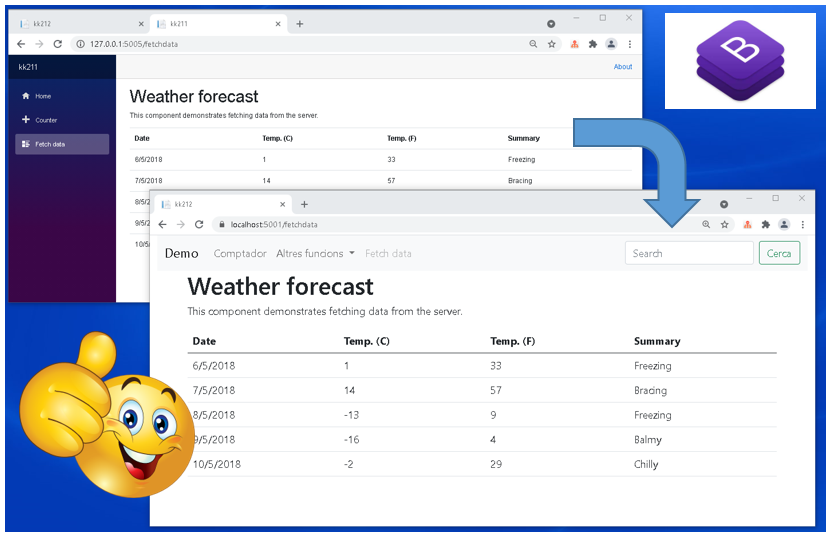 kk212
kk211
127.0.0.1:5005/fetchdata
kk211
About
Home
Counter
Fetch data
Weather forecast
This component demonstrates fetching data from the server.
Date Temp. (C) Temp. (F) Summary
6/5/2018 1 33 Freezing
7/5/2018 14 57 Bracing
8/5/2
9/5/2
10/5/
B
kk212
localhost:5001/fetchdata
Demo Comptador Altres funcions Fetch data Search Cerca
Weather forecast
This component demonstrates fetching data from the server.
Date Temp. (C) Temp. (F) Summary
6/5/2018 1 33 Freezing
7/5/2018 14 57 Bracing
8/5/2018 -13 9 Freezing
9/5/2018 -16 4 Balmy
10/5/2018 -2 29 Chilly